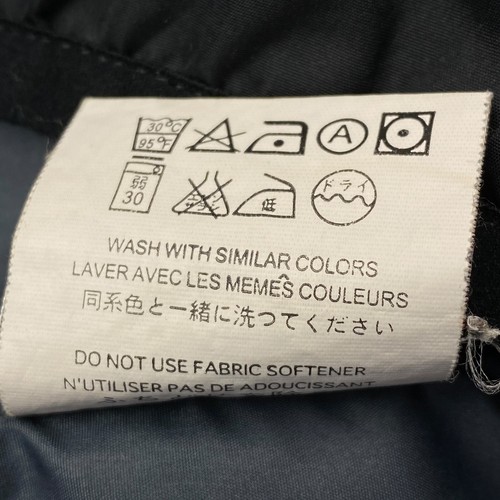 30°C
95°F
A
弱
30
低
ドライ
WASH WITH SIMILAR COLORS
LAVER AVEC LES MEMES COULEURS
同系色と一緒に洗ってください
DO NOT USE FABRIC SOFTENER
N'UTILISER PAS DE ADOUCISSANT